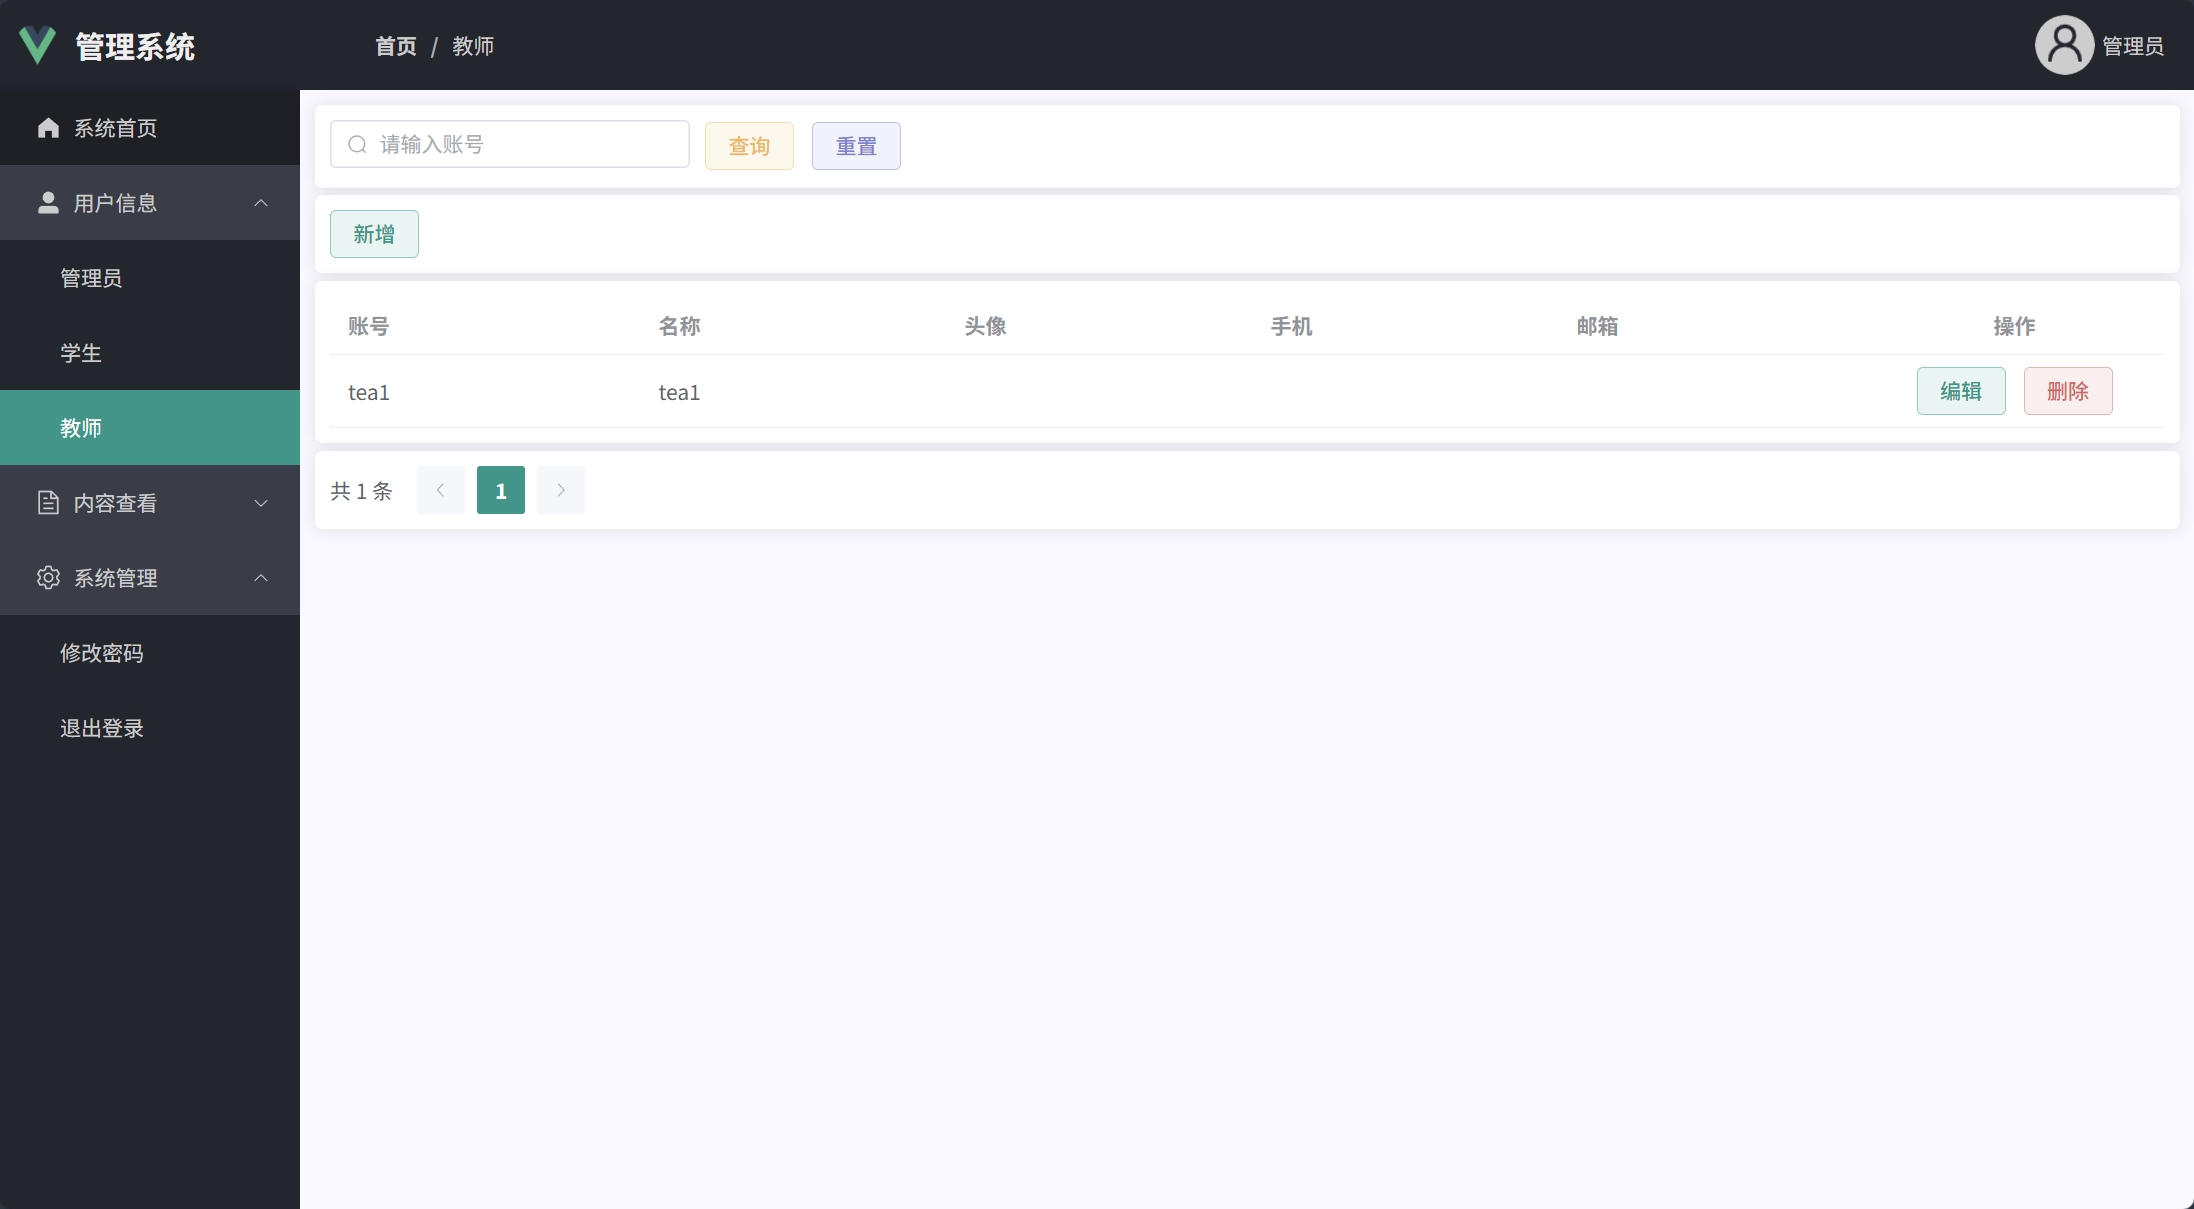 管理系统
首页 / 教师
管理员
系统首页
用户信息
管理员
学生
教师
内容查看
系统管理
修改密码
退出登录
请输入账号 查询 重置
新增
账号 名称 头像 手机 邮箱 操作
tea1 tea1 编辑 删除
共 1 条 1